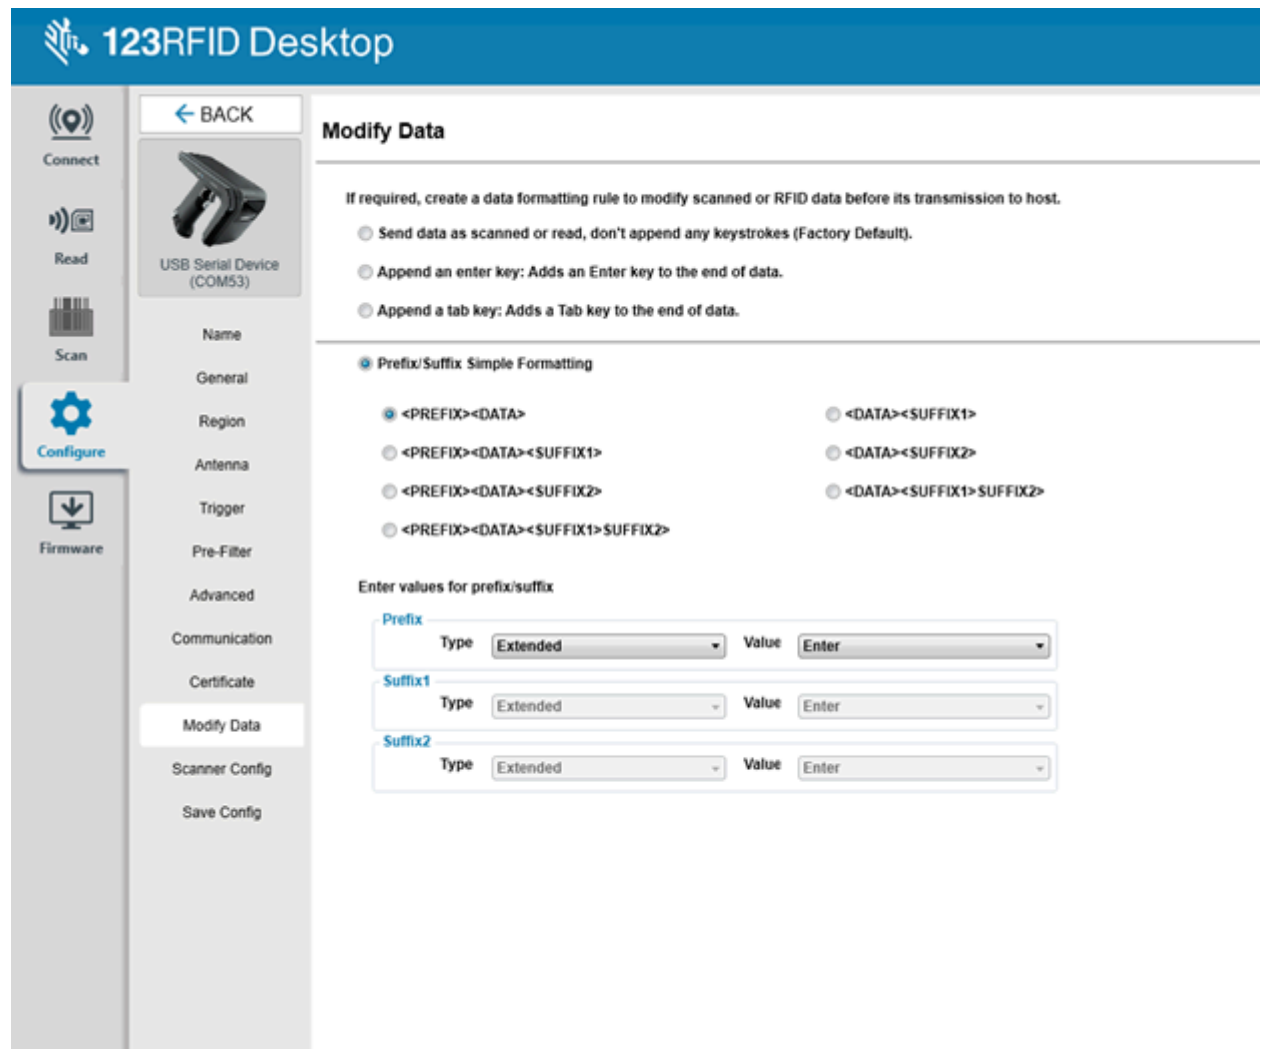 123RFID Desktop
Connect
Read
Scan
Configure
Firmware
BACK
USB Serial Device
(COM53)
Name
General
Region
Antenna
Trigger
Pre-Filter
Advanced
Communication
Certificate
Modify Data
Scanner Config
Save Config
Modify Data
If required, create a data formatting rule to modify scanned or RFID data before its transmission to host.
Send data as scanned or read, don't append any keystrokes (Factory Default).
Append an enter key: Adds an Enter key to the end of data.
Append a tab key: Adds a Tab key to the end of data.
Prefix/Suffix Simple Formatting
<PREFIX><DATA> <DATA><SUFFIX1>
<PREFIX><DATA><SUFFIX1> <DATA><SUFFIX2>
<PREFIX><DATA><SUFFIX2> <DATA><SUFFIX1>SUFFIX2>
<PREFIX><DATA><SUFFIX1>SUFFIX2>
Enter values for prefix/suffix
Prefix
Type Extended Value Enter
Suffix1
Type Extended Value Enter
Suffix2
Type Extended Value Enter